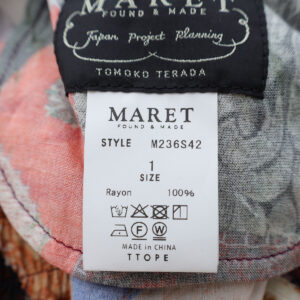 MARET
FOUND & MADE
Japan Project Planning
TOMOKO TERADA
MARET
FOUND & MADE
STYLE M236S42
1
SIZE
Rayon 100%
MADE IN CHINA
TTOPE